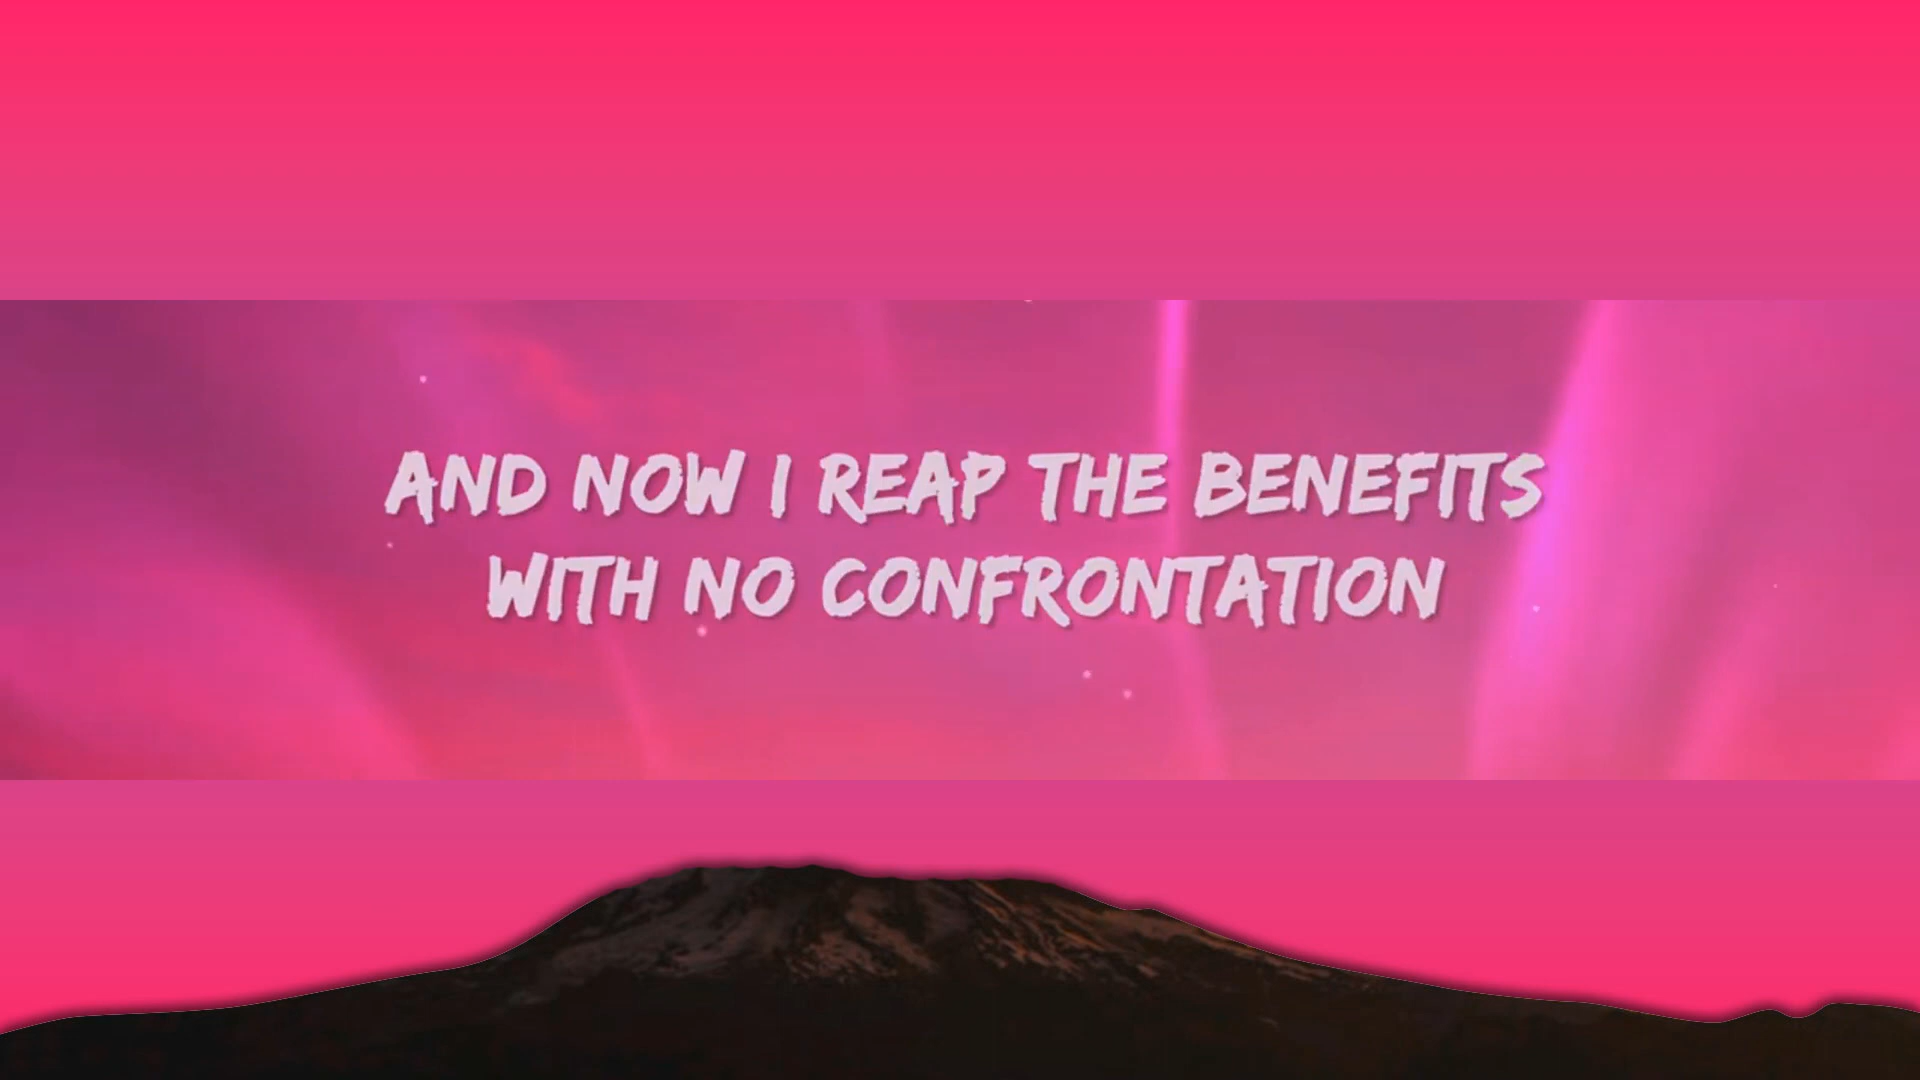 AND NOW I REAP THE BENEFITS
WITH NO CONFRONTATION